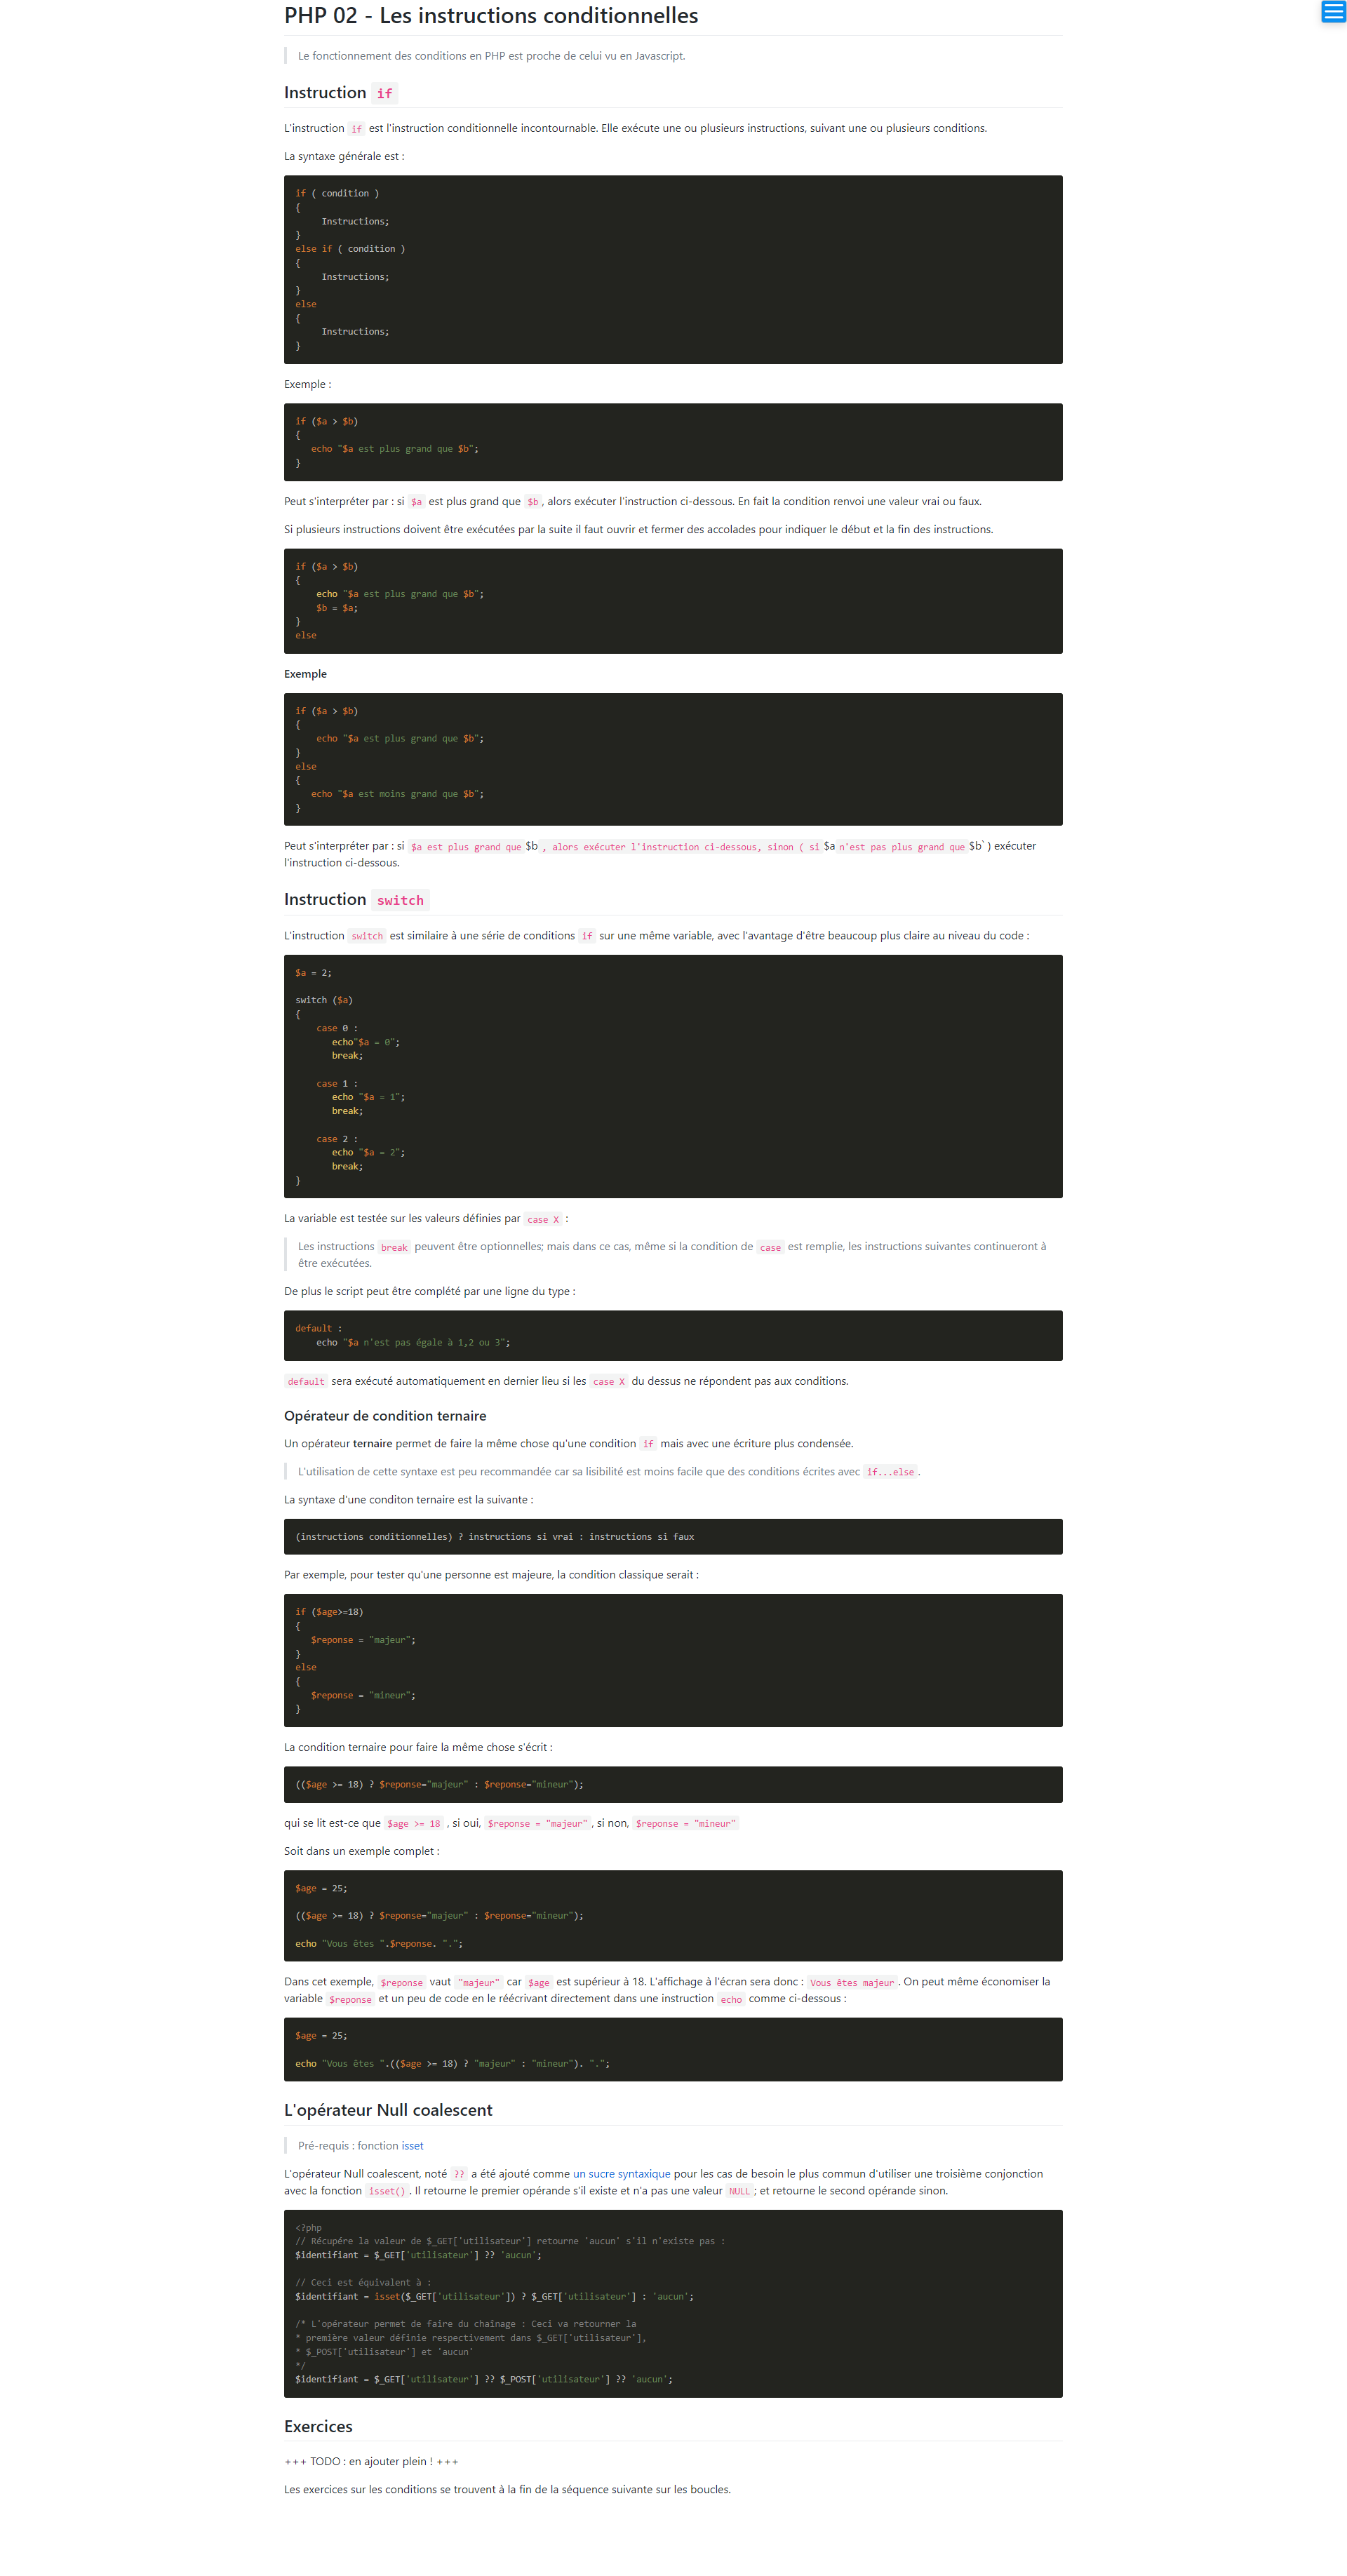 PHP 02 - Les instructions conditionnelles
Le fonctionnement des conditions en PHP est proche de celui vu en Javascript.
Instruction if
L'instruction if est l'instruction conditionnelle incontournable. Elle exécute une ou plusieurs instructions, suivant une ou plusieurs conditions.
La syntaxe générale est :
if ( condition )
{
     Instructions;
}
else if ( condition )
{
     Instructions;
}
else
{
     Instructions;
}
Exemple :
if ($a > $b)
{
   echo "$a est plus grand que $b";
}
Peut s'interpréter par : si $a est plus grand que $b, alors exécuter l'instruction ci-dessous. En fait la condition renvoi une valeur vrai ou faux.
Si plusieurs instructions doivent être exécutées par la suite il faut ouvrir et fermer des accolades pour indiquer le début et la fin des instructions.
if ($a > $b)
{
    echo "$a est plus grand que $b";
    $b = $a;
}
else
Exemple
if ($a > $b)
{
    echo "$a est plus grand que $b";
}
else
{
   echo "$a est moins grand que $b";
}
Peut s'interpréter par : si $a est plus grand que $b , alors exécuter l'instruction ci-dessous, sinon ( si $a n'est pas plus grand que $b` ) exécuter
l'instruction ci-dessous.
Instruction switch
L'instruction switch est similaire à une série de conditions if sur une même variable, avec l'avantage d'être beaucoup plus claire au niveau du code :
$a = 2;
switch ($a)
{
    case 0 :
       echo"$a = 0";
       break;
    case 1 :
       echo "$a = 1";
       break;
    case 2 :
       echo "$a = 2";
       break;
}
La variable est testée sur les valeurs définies par case X :
Les instructions break peuvent être optionnelles; mais dans ce cas, même si la condition de case est remplie, les instructions suivantes continueront à
être exécutées.
De plus le script peut être complété par une ligne du type :
default :
    echo "$a n'est pas égale à 1,2 ou 3";
default sera exécuté automatiquement en dernier lieu si les case X du dessus ne répondent pas aux conditions.
Opérateur de condition ternaire
Un opérateur ternaire permet de faire la même chose qu'une condition if mais avec une écriture plus condensée.
L'utilisation de cette syntaxe est peu recommandée car sa lisibilité est moins facile que des conditions écrites avec if...else.
La syntaxe d'une conditon ternaire est la suivante :
(instructions conditionnelles) ? instructions si vrai : instructions si faux
Par exemple, pour tester qu'une personne est majeure, la condition classique serait :
if ($age>=18)
{
   $reponse = "majeur";
}
else
{
   $reponse = "mineur";
}
La condition ternaire pour faire la même chose s'écrit :
(($age >= 18) ? $reponse="majeur" : $reponse="mineur");
qui se lit est-ce que $age >= 18 , si oui, $reponse = "majeur", si non, $reponse = "mineur"
Soit dans un exemple complet :
$age = 25;
(($age >= 18) ? $reponse="majeur" : $reponse="mineur");
echo "Vous êtes ".$reponse. ".";
Dans cet exemple, $reponse vaut "majeur" car $age est supérieur à 18. L'affichage à l'écran sera donc : Vous êtes majeur. On peut même économiser la
variable $reponse et un peu de code en le réécrivant directement dans une instruction echo comme ci-dessous :
$age = 25;
echo "Vous êtes ".(($age >= 18) ? "majeur" : "mineur"). ".";
L'opérateur Null coalescent
Pré-requis : fonction isset
L'opérateur Null coalescent, noté ?? a été ajouté comme un sucre syntaxique pour les cas de besoin le plus commun d'utiliser une troisième conjonction
avec la fonction isset(). Il retourne le premier opérande s'il existe et n'a pas une valeur NULL ; et retourne le second opérande sinon.
<?php
// Récupére la valeur de $_GET['utilisateur'] retourne 'aucun' s'il n'existe pas :
$identifiant = $_GET['utilisateur'] ?? 'aucun';
// Ceci est équivalent à :
$identifiant = isset($_GET['utilisateur']) ? $_GET['utilisateur'] : 'aucun';
/* L'opérateur permet de faire du chaînage : Ceci va retourner la
* première valeur définie respectivement dans $_GET['utilisateur'],
* $_POST['utilisateur'] et 'aucun'
*/
$identifiant = $_GET['utilisateur'] ?? $_POST['utilisateur'] ?? 'aucun';
Exercices
+++ TODO : en ajouter plein ! +++
Les exercices sur les conditions se trouvent à la fin de la séquence suivante sur les boucles.